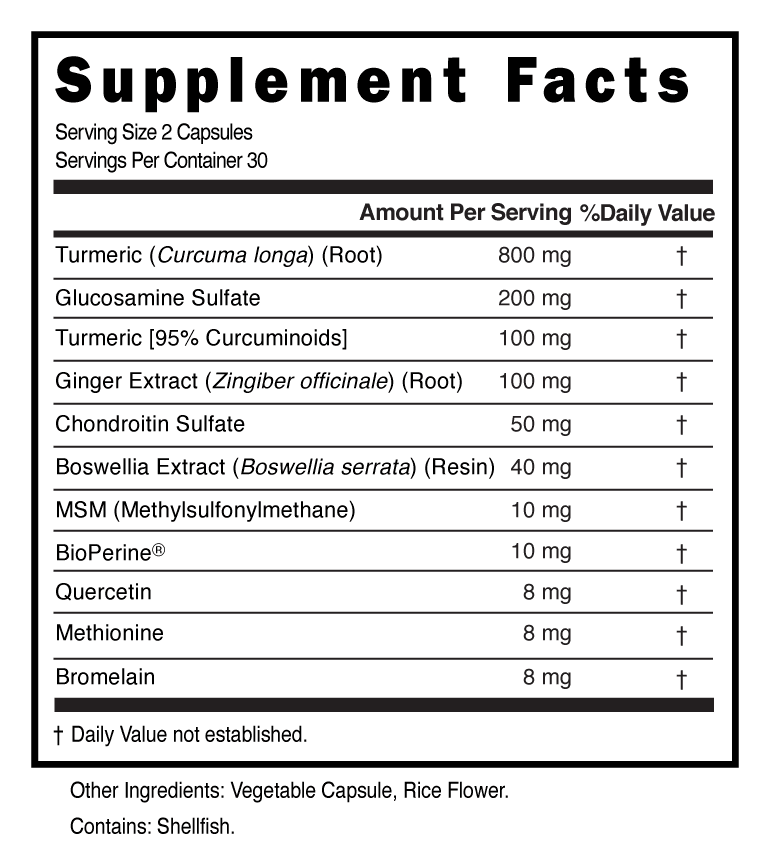 Supplement Facts
Serving Size 2 Capsules
Servings Per Container 30
Amount Per Serving %Daily Value
Turmeric (Curcuma longa) (Root) 800 mg †
Glucosamine Sulfate 200 mg †
Turmeric [95% Curcuminoids] 100 mg †
Ginger Extract (Zingiber officinale) (Root) 100 mg †
Chondroitin Sulfate 50 mg †
Boswellia Extract (Boswellia serrata) (Resin) 40 mg †
MSM (Methylsulfonylmethane) 10 mg †
BioPerine® 10 mg †
Quercetin 8 mg †
Methionine 8 mg †
Bromelain 8 mg †
† Daily Value not established.
Other Ingredients: Vegetable Capsule, Rice Flower.
Contains: Shellfish.